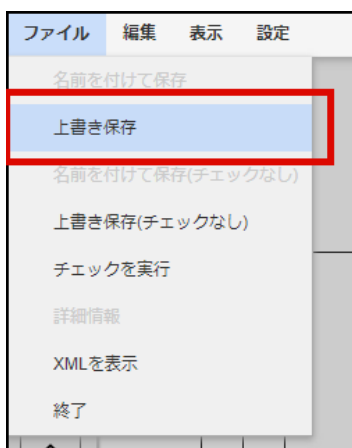 ファイル 編集 表示 設定
名前を付けて保存
上書き保存
名前を付けて保存(チェックなし)
上書き保存(チェックなし)
チェックを実行
詳細情報
XMLを表示
終了